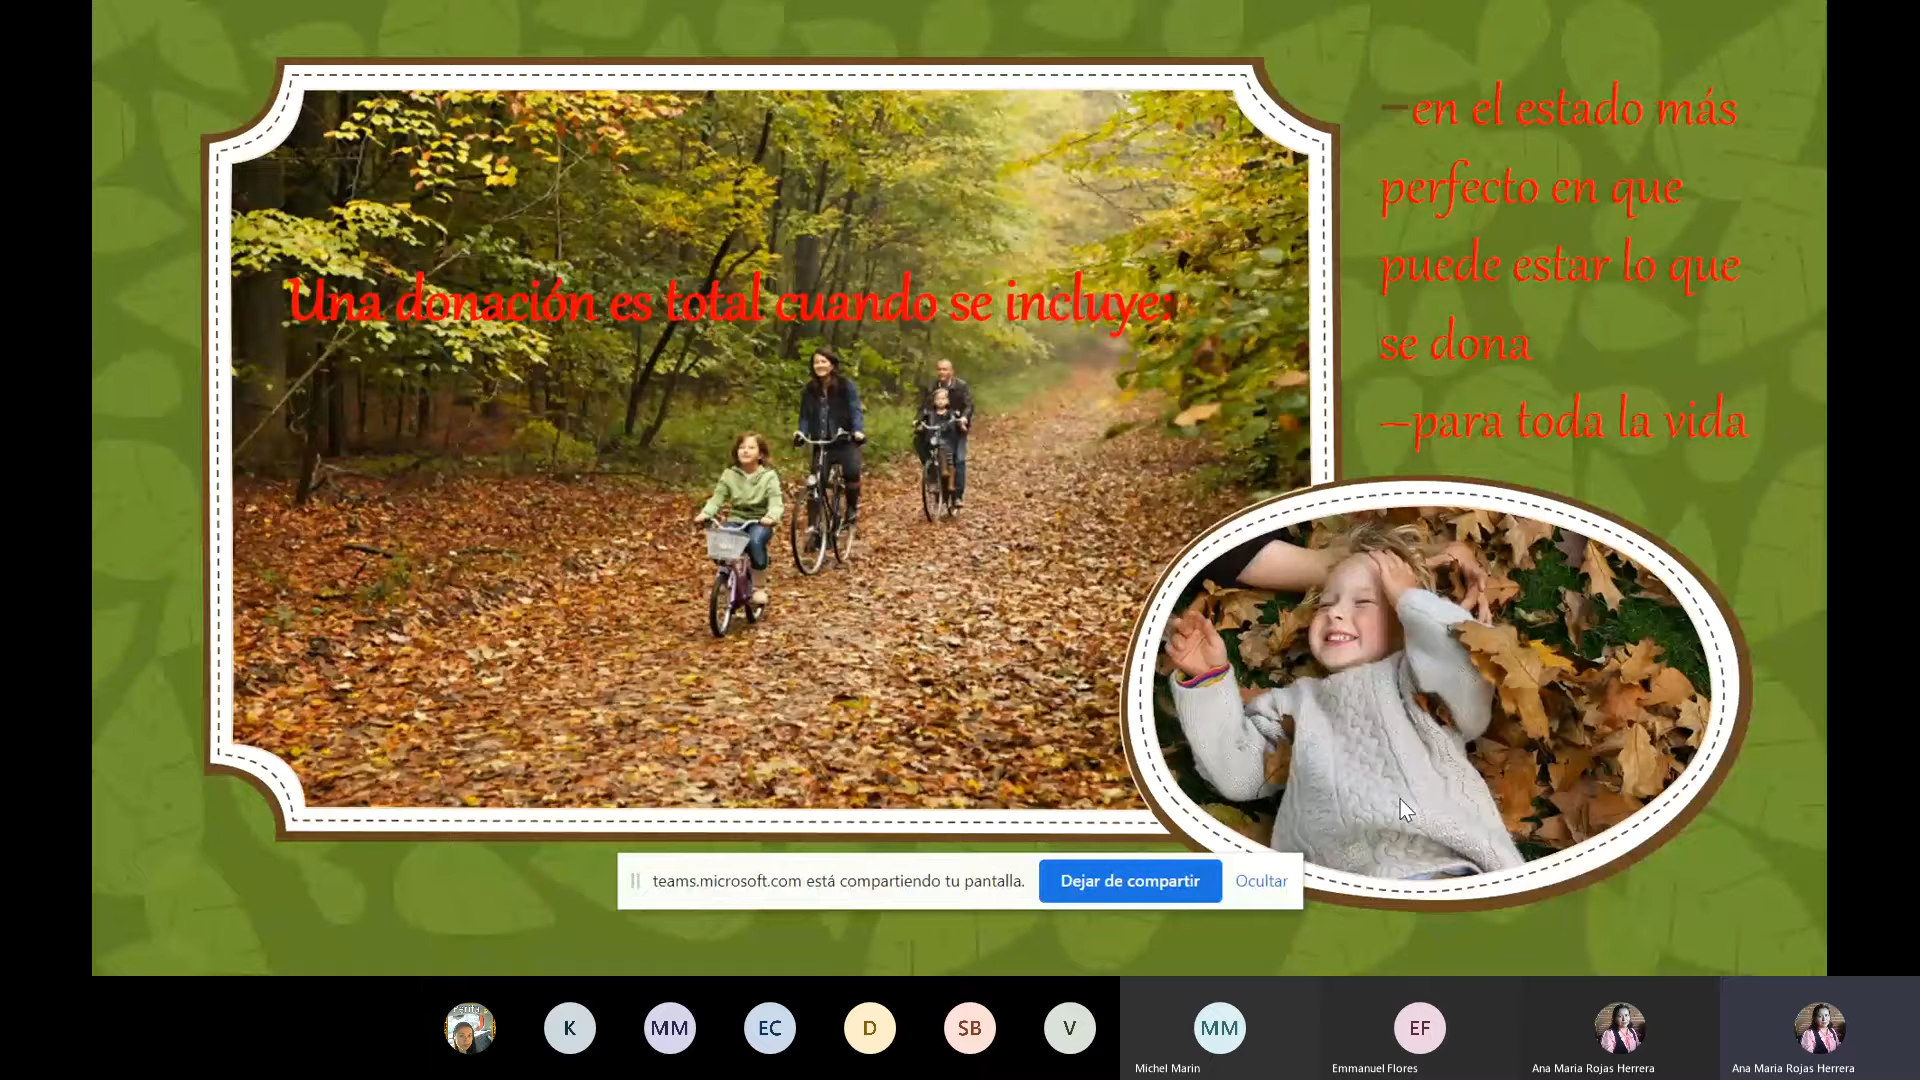 Una donación es total cuando se incluye:
–en el estado más
perfecto en que
puede estar lo que
se dona
–para toda la vida
teams.microsoft.com está compartiendo tu pantalla.
Dejar de compartir
Ocultar
K
MM
EC
D
SB
V
MM
EF
Michel Marin
Emmanuel Flores
Ana Maria Rojas Herrera
Ana Maria Rojas Herrera